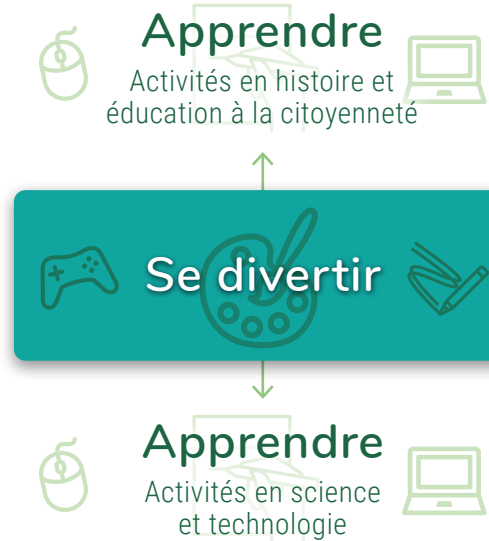 Apprendre
Activités en histoire et
éducation à la citoyenneté
Se divertir
Apprendre
Activités en science
et technologie